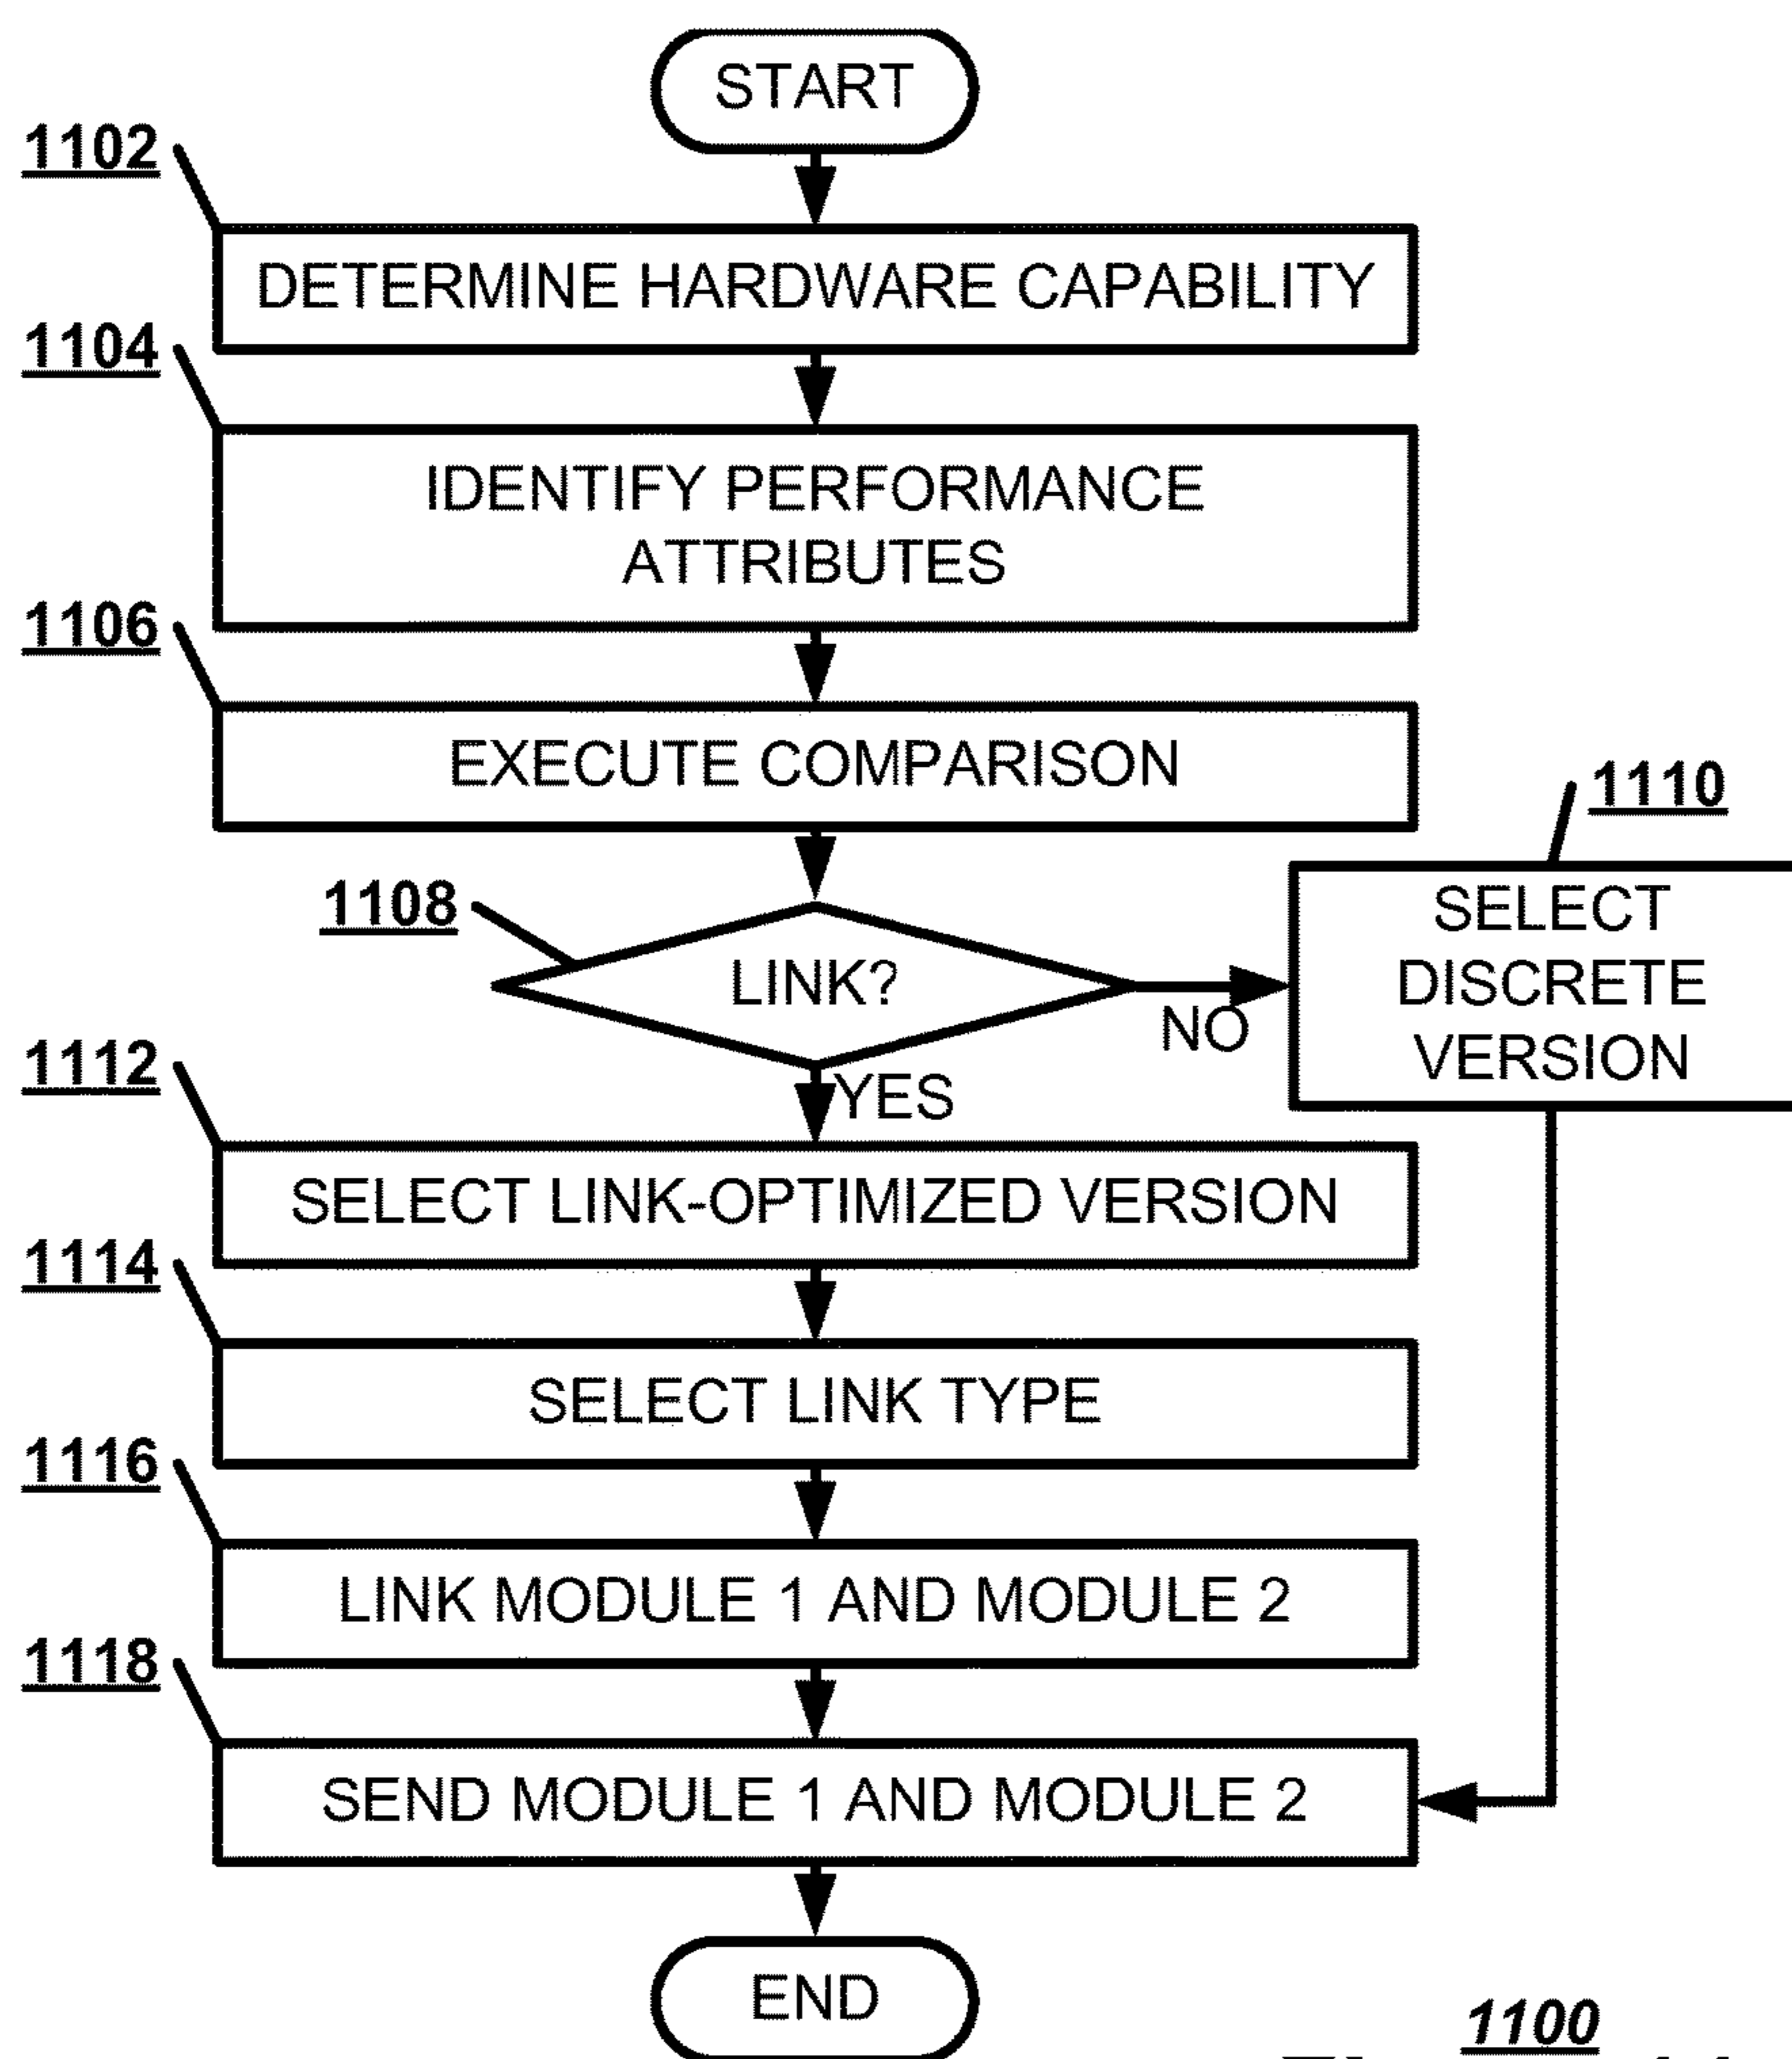 START
1102
DETERMINE HARDWARE CAPABILITY
1104
IDENTIFY PERFORMANCE
ATTRIBUTES
1106
EXECUTE COMPARISON
1108
LINK?
NO
1110
SELECT
DISCRETE
VERSION
YES
1112
SELECT LINK-OPTIMIZED VERSION
1114
SELECT LINK TYPE
1116
LINK MODULE 1 AND MODULE 2
1118
SEND MODULE 1 AND MODULE 2
END
1100